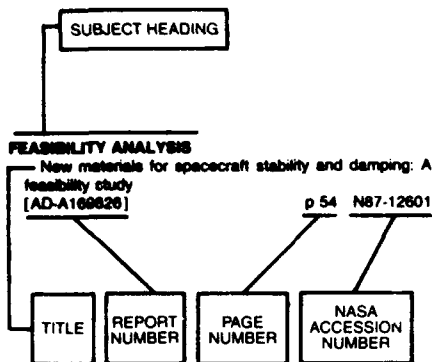 SUBJECT HEADING
FEASIBILITY ANALYSIS
New materials for spacecraft stability and damping: A
feasibility study
[AD-A169826] p 54 N87-12601
TITLE
REPORT NUMBER
PAGE NUMBER
NASA ACCESSION NUMBER